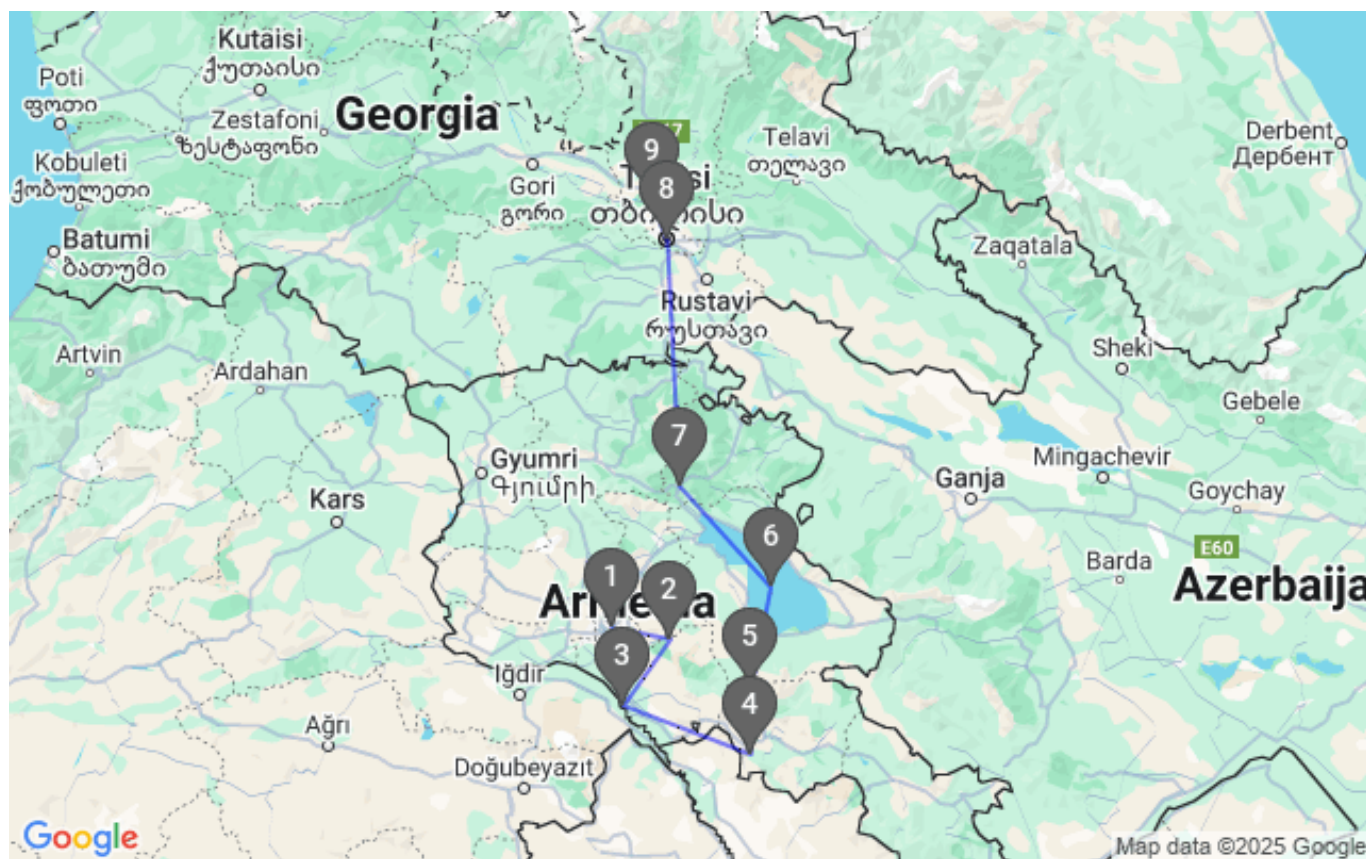 Kutaisi
ქუთაისი
Poti
ფოთი
Georgia
Zestafoni
ზესტაფონი
Kobuleti
ქობულეთი
Gori
გორი
9
8
Telavi
თელავი
Derbent
Дербент
Batumi
ბათუმი
Zaqatala
Rustavi
რუსთავი
Artvin
Ardahan
Sheki
Gebele
7
Gyumri
Գյումրի
Kars
Ganja
Mingachevir
Goychay
6
E60
Barda
Azerbaija
1
2
5
3
Iğdır
4
Ağrı
Doğubeyazıt
Google
Map data ©2025 Google